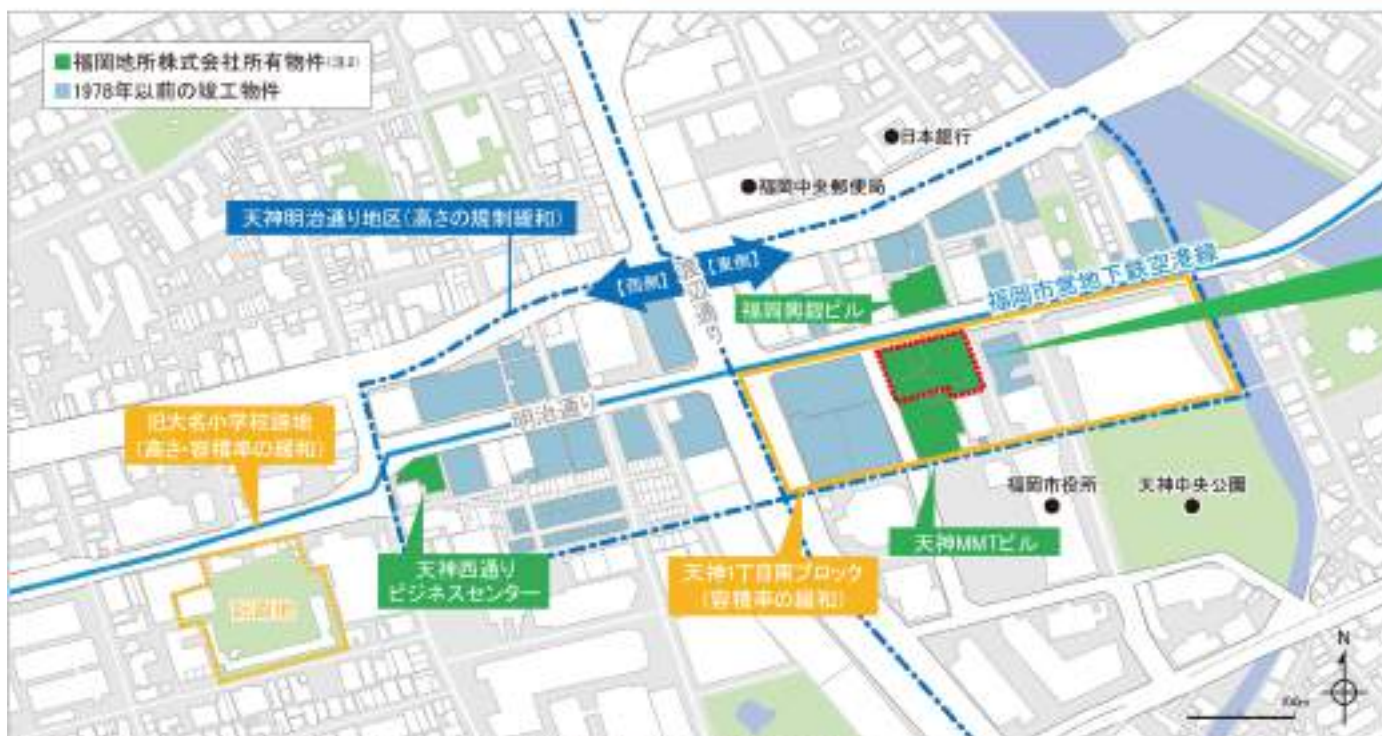 福岡地所株式会社所有物件(注2)
1978年以前の竣工物件
●日本銀行
●福岡中央郵便局
天神明治通り地区(高さの規制緩和)
【西側】
【東側】
渡辺通り
福岡市営地下鉄空港線
福岡興銀ビル
明治通り
旧大名小学校跡地
(高さ・容積率の緩和)
福岡市役所
天神中央公園
天神MMTビル
天神西通り
ビジネスセンター
天神1丁目南ブロック
(容積率の緩和)
N
100m